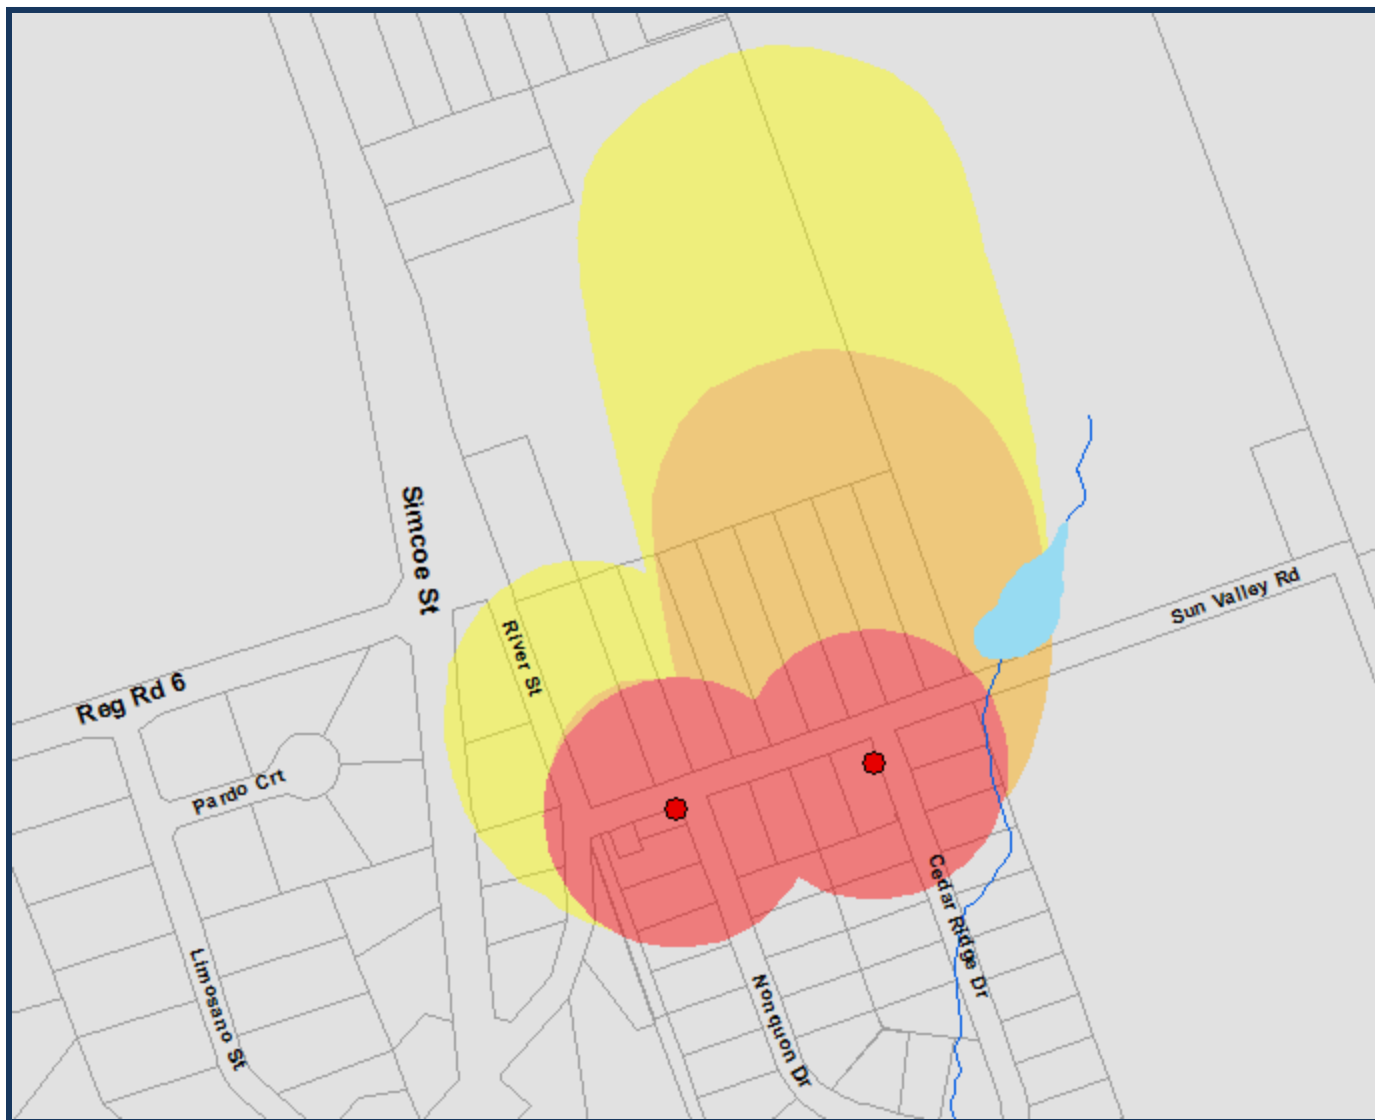 Simcoe St
Sun Valley Rd
River St
Reg Rd 6
Pardo Crt
Cedar Ridge Dr
Limosano St
Nonquon Dr